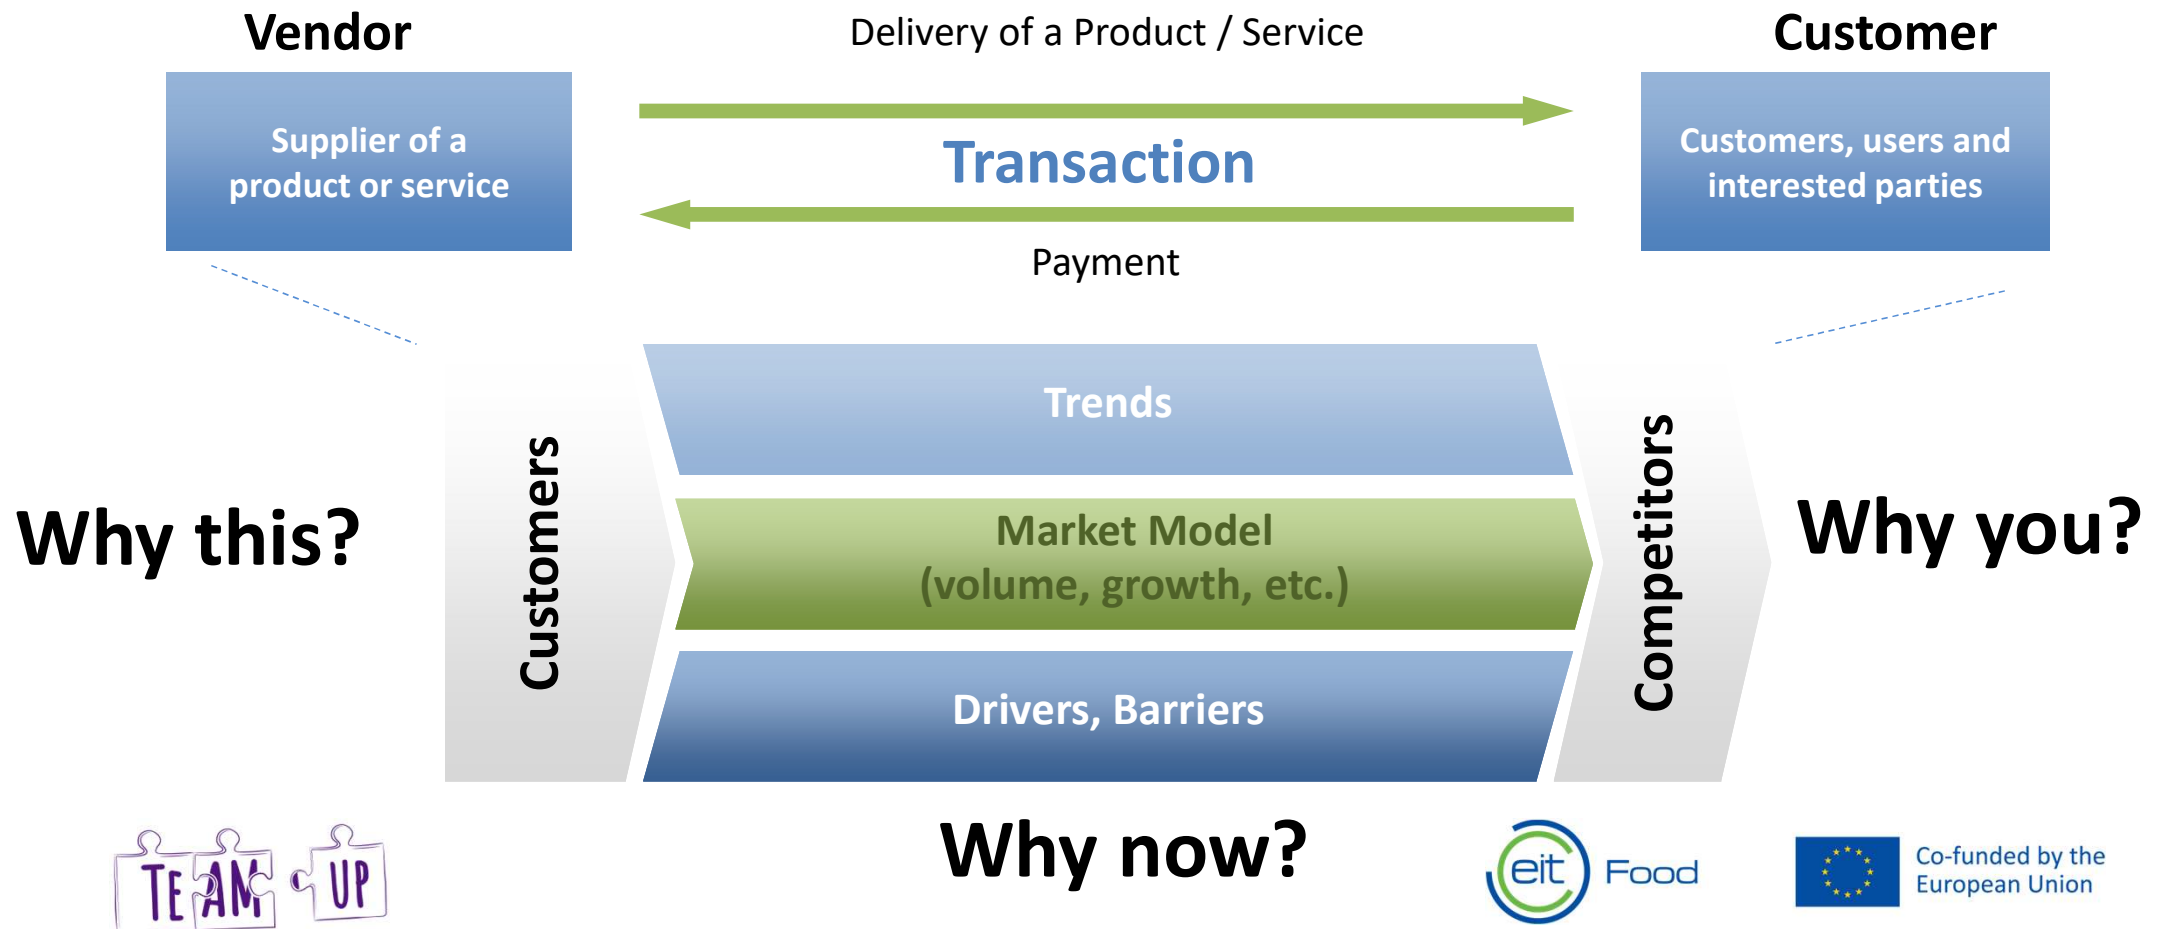 Vendor
Delivery of a Product / Service
Customer
Supplier of a
product or service
Transaction
Customers, users and
interested parties
Payment
Trends
Customers
Market Model
(volume, growth, etc.)
Competitors
Why this?
Why you?
Drivers, Barriers
Why now?
TEAM UP
eit Food
Co-funded by the
European Union